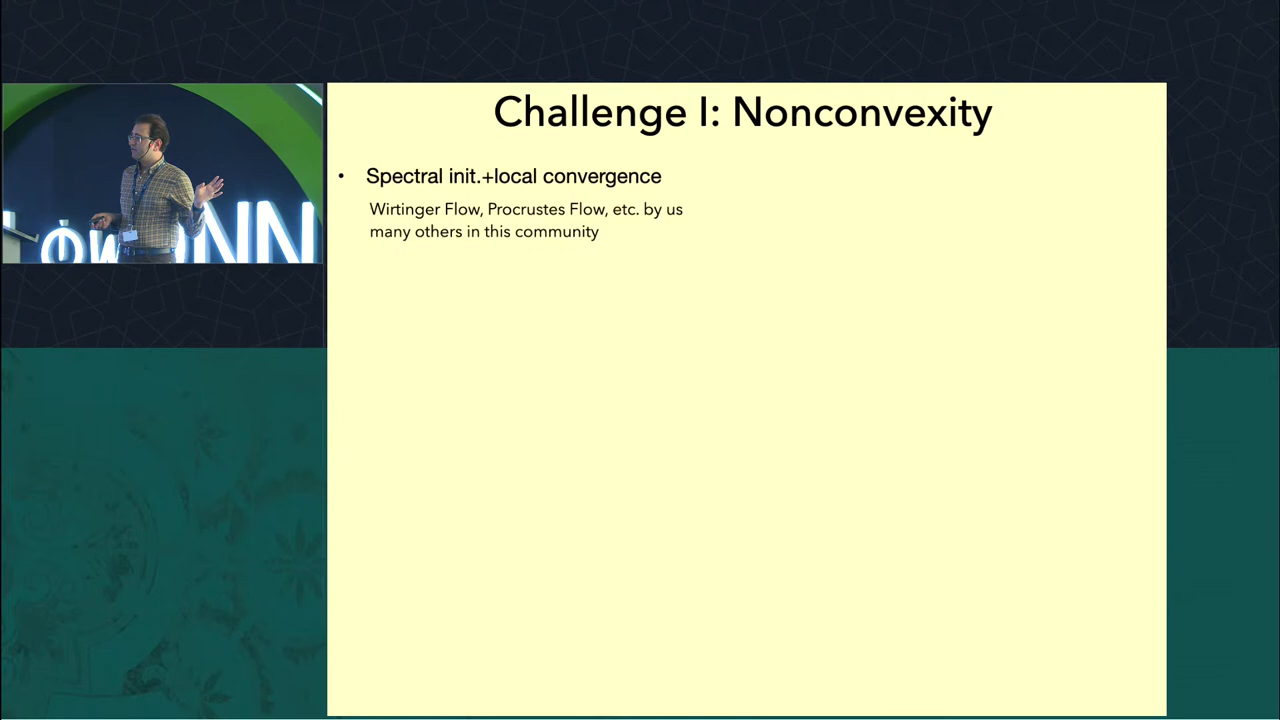 Challenge I: Nonconvexity
• Spectral init.+local convergence
Wirtinger Flow, Procrustes Flow, etc. by us
many others in this community